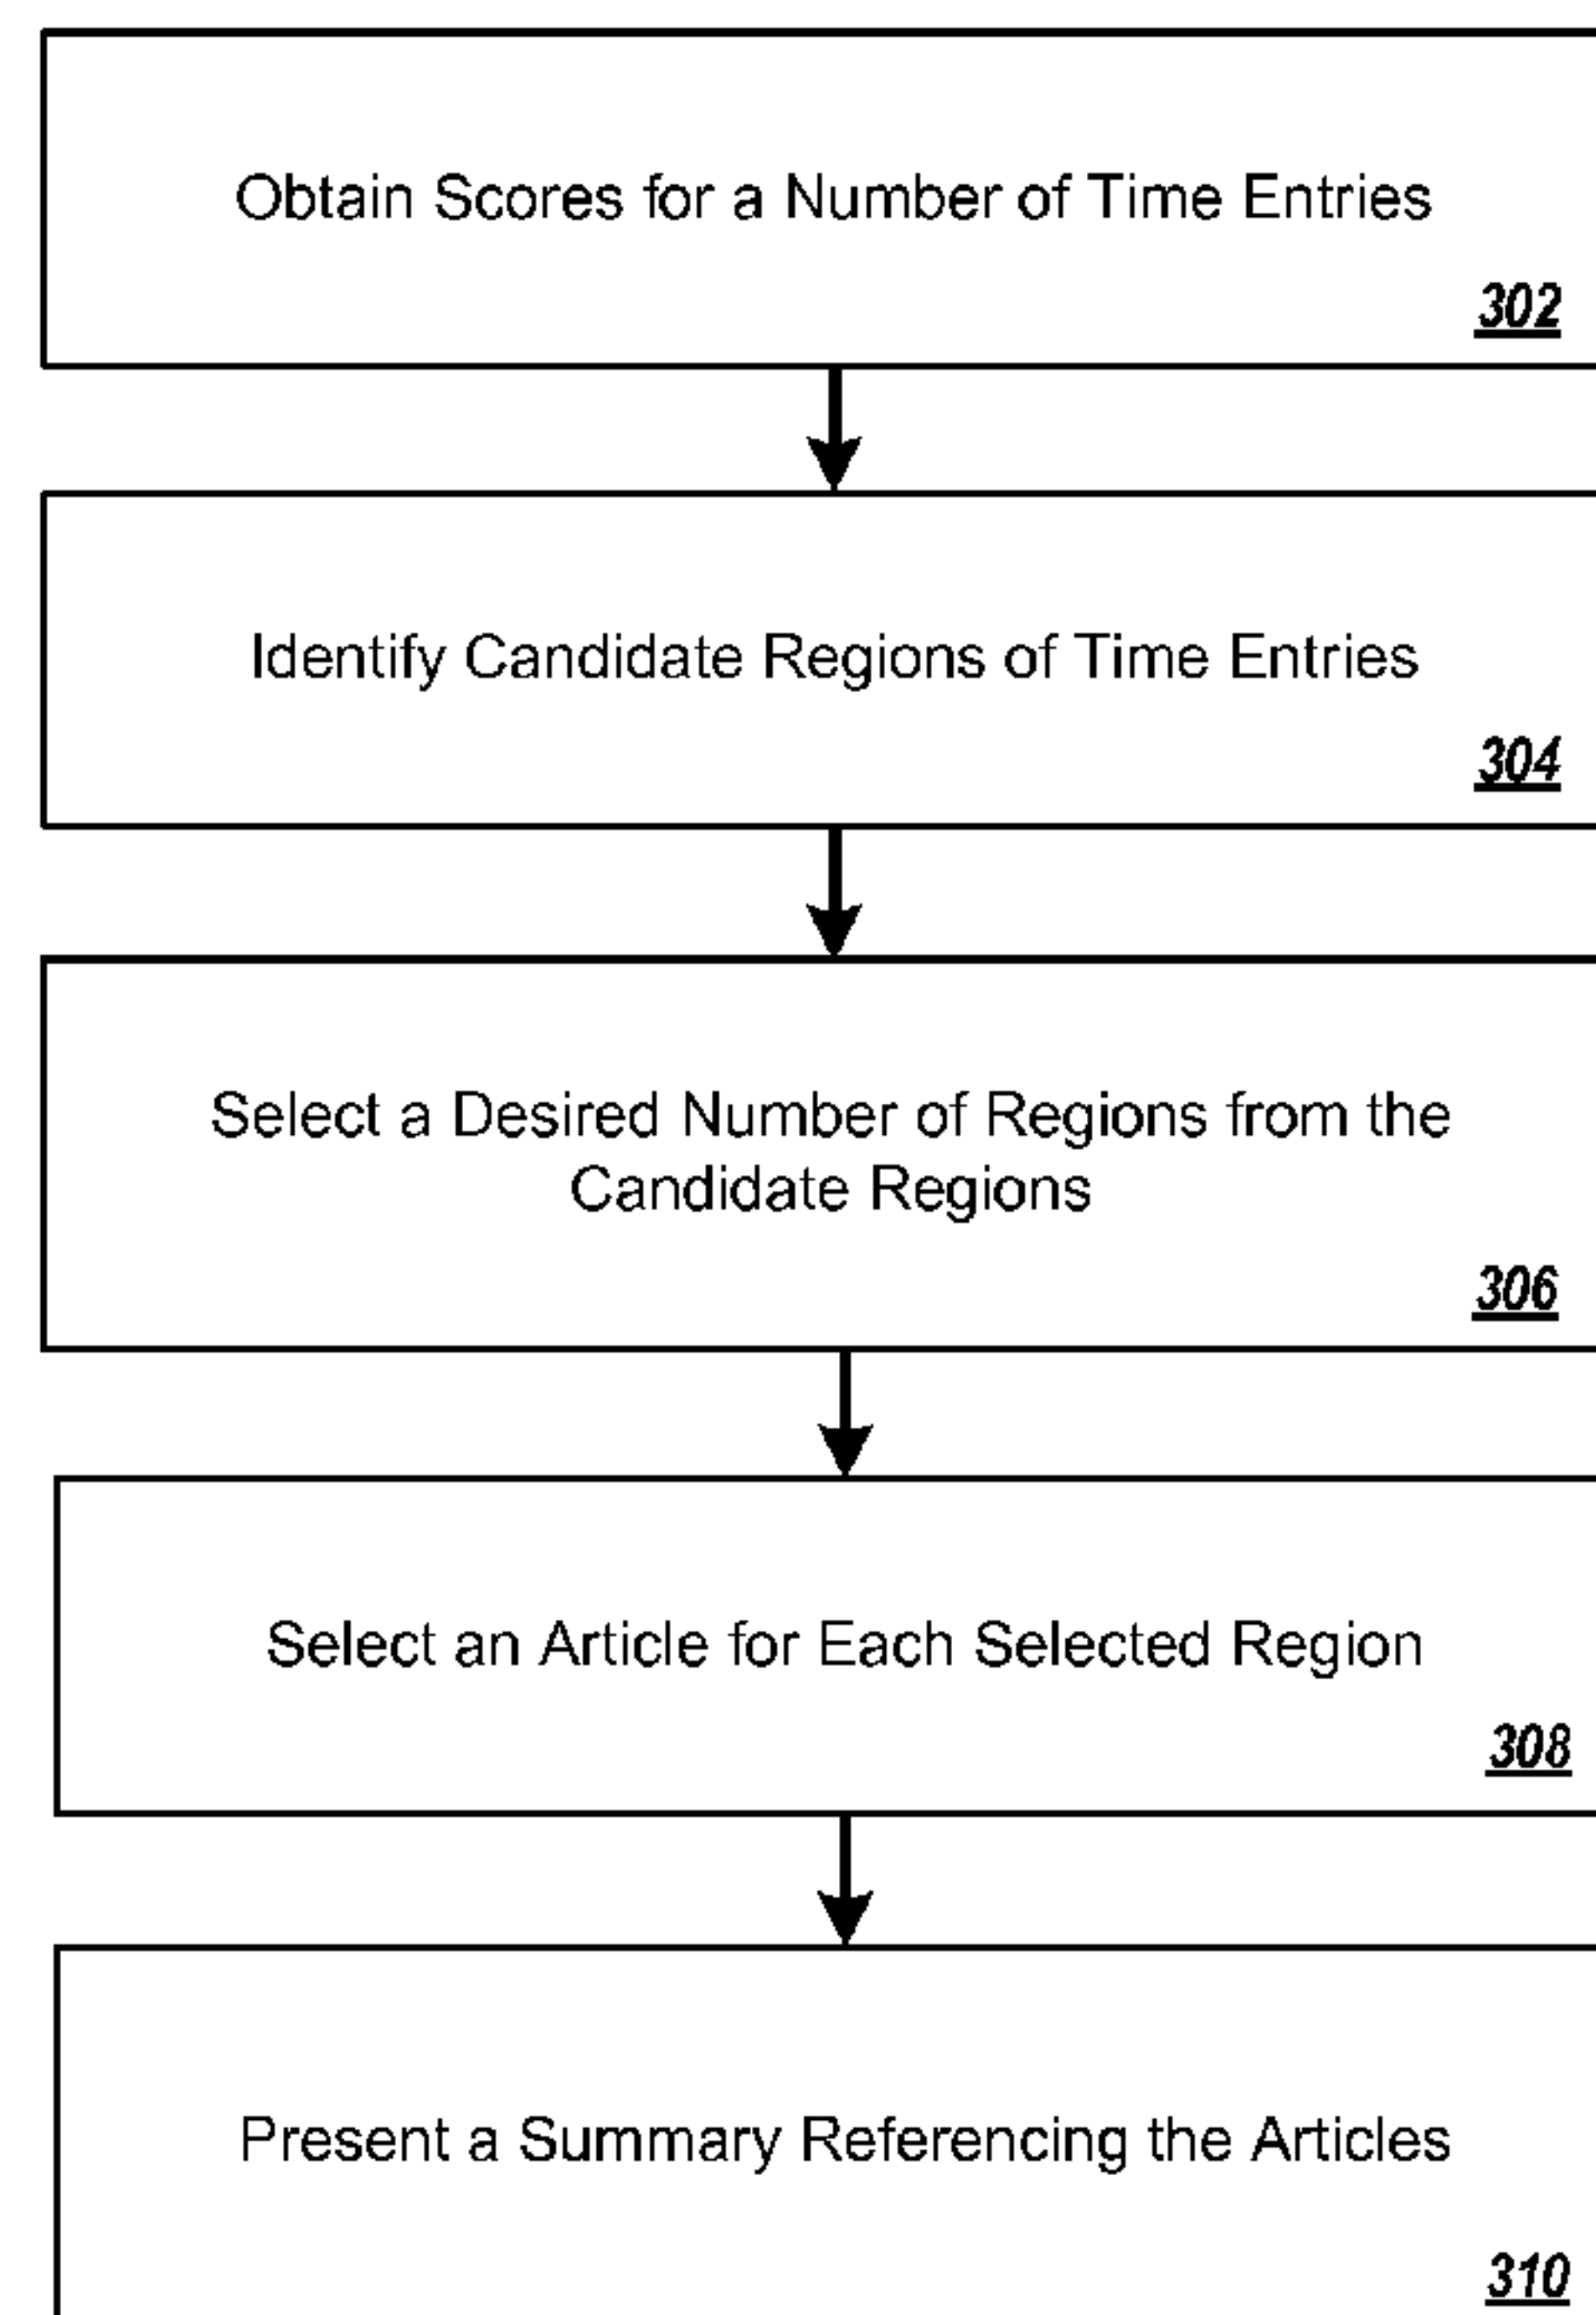 Obtain Scores for a Number of Time Entries
302
Identify Candidate Regions of Time Entries
304
Select a Desired Number of Regions from the
Candidate Regions
306
Select an Article for Each Selected Region
308
Present a Summary Referencing the Articles
310